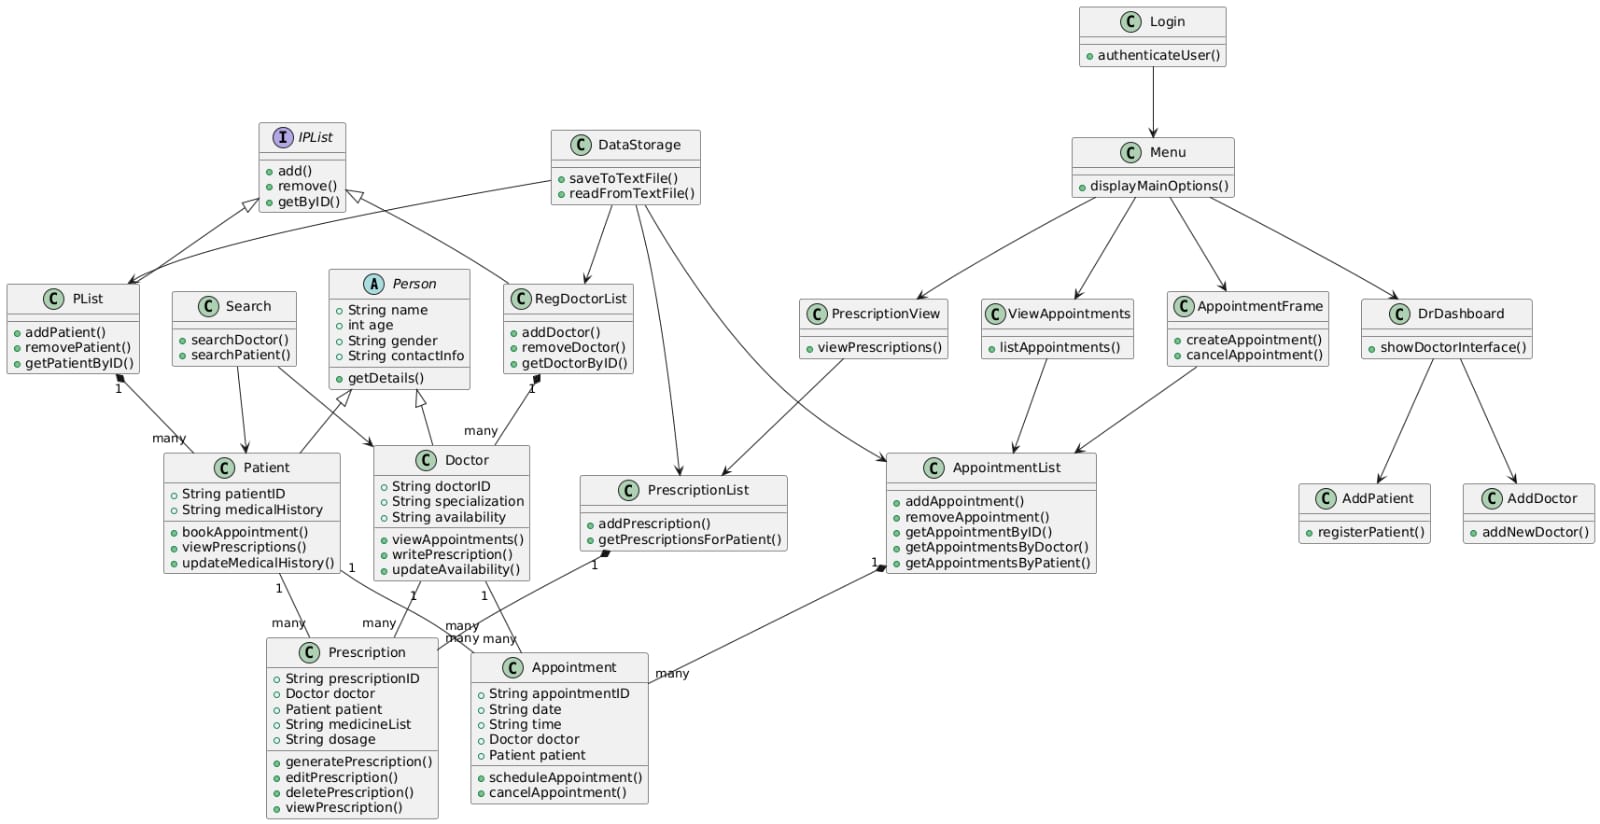 C Login
authenticateUser()
C Menu
displayMainOptions()
I IPList
add()
remove()
getByID()
C DataStorage
saveToTextFile()
readFromTextFile()
C PList
addPatient()
removePatient()
getPatientByID()
1
many
C Search
searchDoctor()
searchPatient()
A Person
String name
int age
String gender
String contactInfo
getDetails()
C RegDoctorList
addDoctor()
removeDoctor()
getDoctorByID()
1
many
C PrescriptionView
viewPrescriptions()
C ViewAppointments
listAppointments()
C AppointmentFrame
createAppointment()
cancelAppointment()
C DrDashboard
showDoctorInterface()
C Patient
String patientID
String medicalHistory
bookAppointment()
viewPrescriptions()
updateMedicalHistory()
1
many
1
many
C Doctor
String doctorID
String specialization
String availability
viewAppointments()
writePrescription()
updateAvailability()
1
many
1
many
C PrescriptionList
addPrescription()
getPrescriptionsForPatient()
1
many
C AppointmentList
addAppointment()
removeAppointment()
getAppointmentByID()
getAppointmentsByDoctor()
getAppointmentsByPatient()
1
many
C AddPatient
registerPatient()
C AddDoctor
addNewDoctor()
C Prescription
String prescriptionID
Doctor doctor
Patient patient
String medicineList
String dosage
generatePrescription()
editPrescription()
deletePrescription()
viewPrescription()
C Appointment
String appointmentID
String date
String time
Doctor doctor
Patient patient
scheduleAppointment()
cancelAppointment()